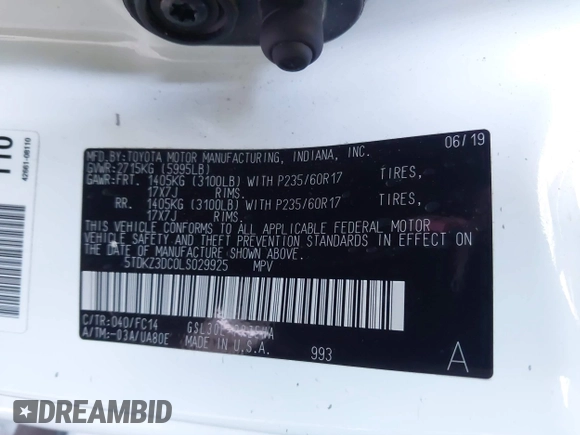 110
42661-08110
06/19
MFD.BY:TOYOTA MOTOR MANUFACTURING, INDIANA, INC.
GVWR:2715KG (5995LB)
GAWR:FRT. 1405KG (3100LB) WITH P235/60R17 TIRES,
17X7J RIMS.
RR. 1405KG (3100LB) WITH P235/60R17 TIRES,
17X7J RIMS.
THIS VEHICLE CONFORMS TO ALL APPLICABLE FEDERAL MOTOR
VEHICLE SAFETY AND THEFT PREVENTION STANDARDS IN EFFECT ON
THE DATE OF MANUFACTURE SHOWN ABOVE.
5TDKZ3DC0LS029925 MPV
C/TR:040/FC14
A/TM:-03A/UA80E
MADE IN U.S.A.
993
A
DREAMBID